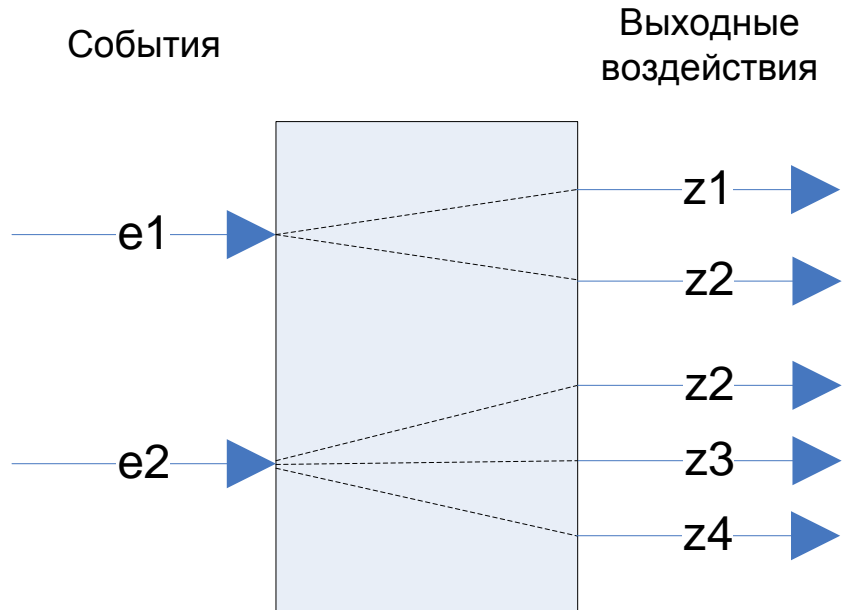 События
Выходные
воздействия
e1
z1
z2
e2
z2
z3
z4